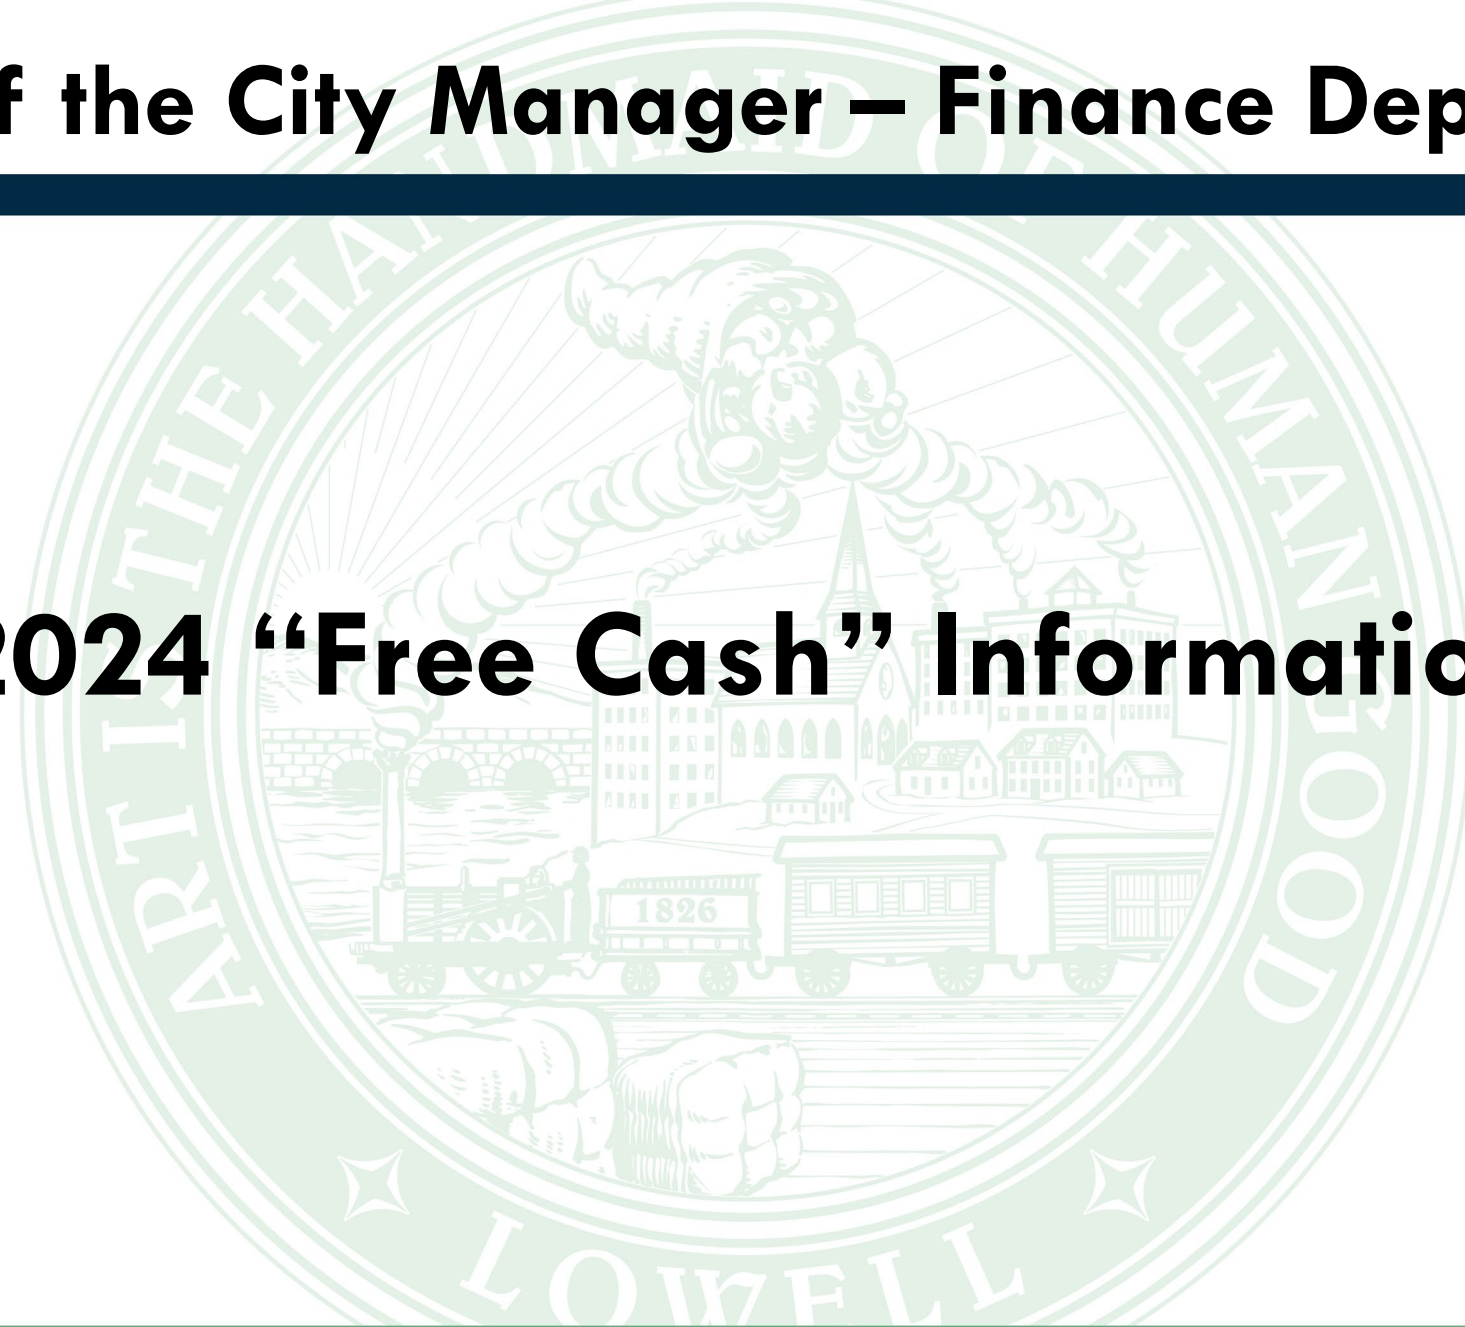 f the City Manager – Finance Dep
2024 “Free Cash” Informatio
ART IS THE HANDMAID OF HUMAN GOOD
1826
LOWELL